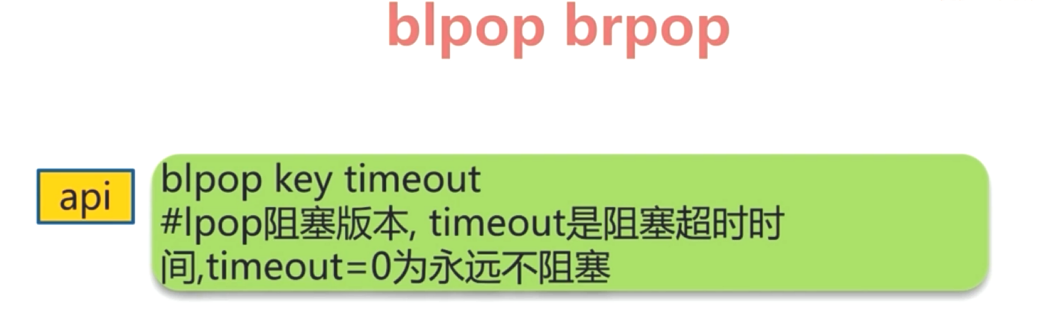 blpop brpop
api
blpop key timeout
#lpop阻塞版本, timeout是阻塞超时时
间,timeout=0为永远不阻塞